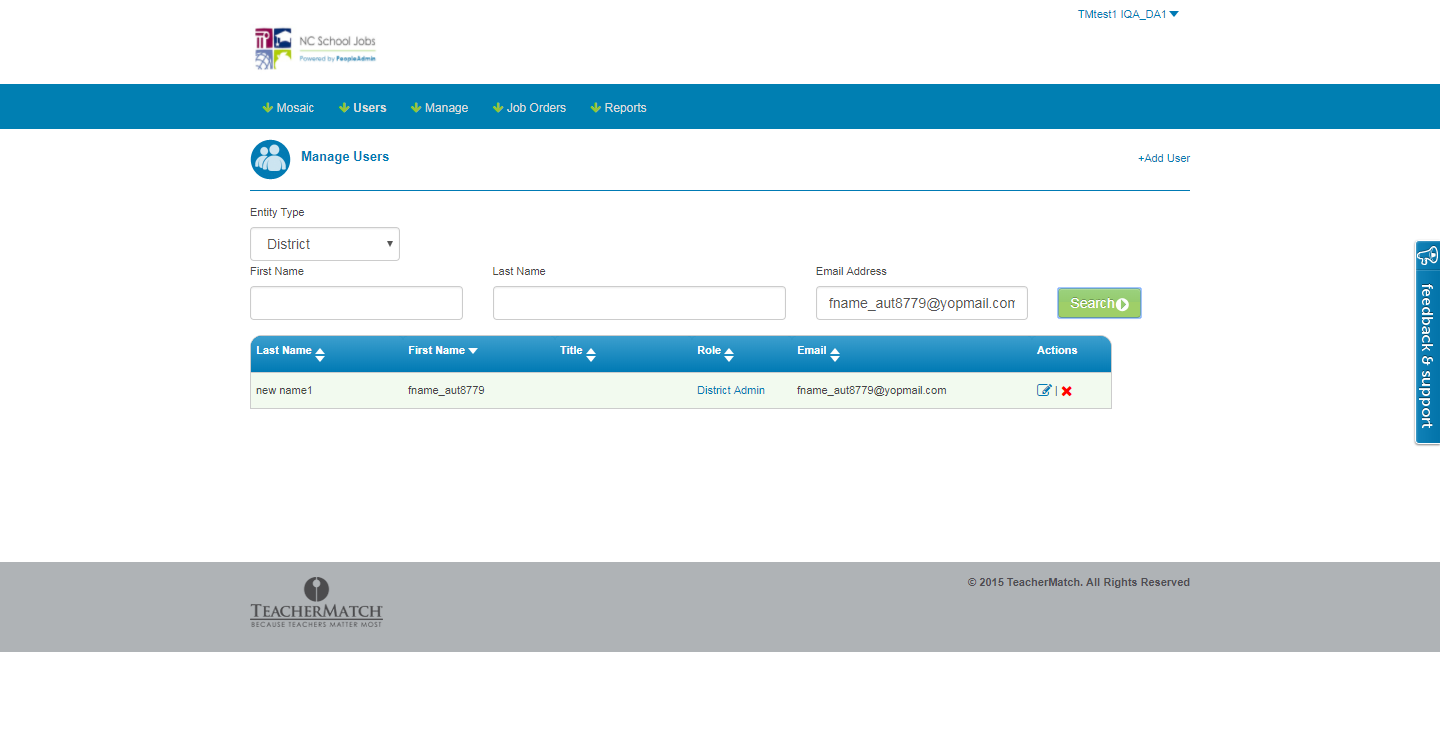 TMtest1 IQA_DA1
NC School Jobs
Powered by PeopleAdmin
Mosaic Users Manage Job Orders Reports
Manage Users
+Add User
Entity Type
District
First Name Last Name Email Address
fname_aut8779@yopmail.com Search
Last Name First Name Title Role Email Actions
new name1 fname_aut8779 District Admin fname_aut8779@yopmail.com |
feedback & support
© 2015 TeacherMatch. All Rights Reserved
TEACHERMATCH
BECAUSE TEACHERS MATTER MOST